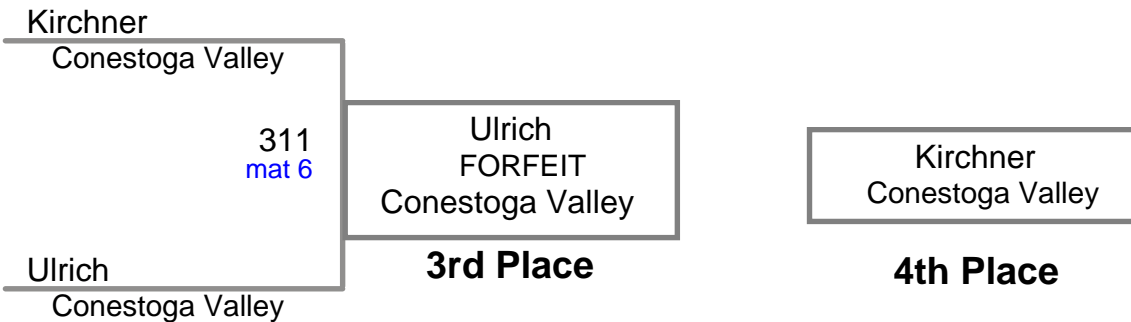 Kirchner
Conestoga Valley
311
mat 6
Ulrich
Conestoga Valley
Ulrich
FORFEIT
Conestoga Valley
3rd Place
Kirchner
Conestoga Valley
4th Place